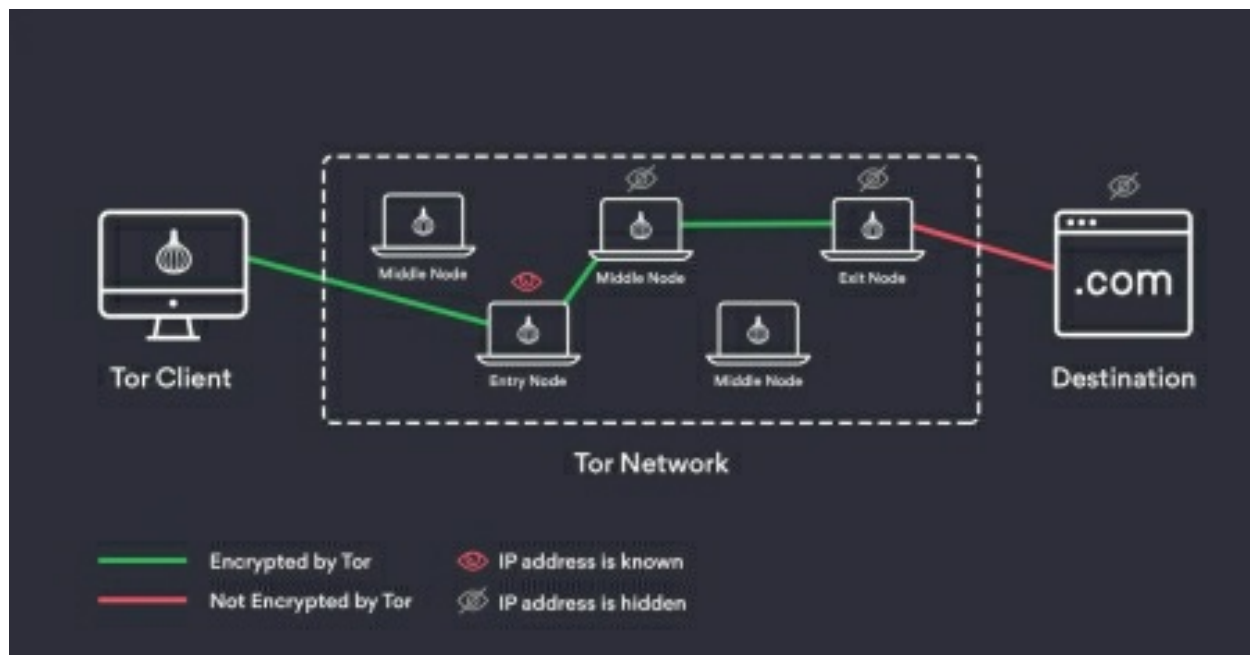 Middle Node
Middle Node
Exit Node
.com
Entry Node
Middle Node
Tor Client
Destination
Tor Network
Encrypted by Tor
IP address is known
Not Encrypted by Tor
IP address is hidden